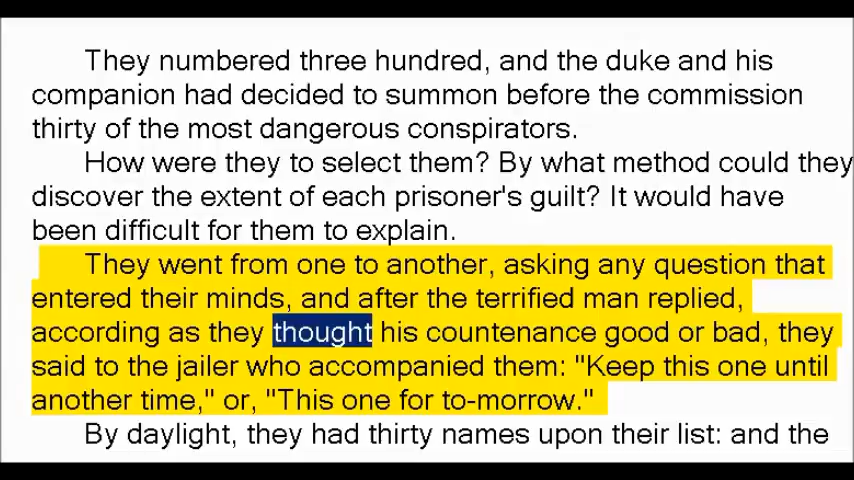 They numbered three hundred, and the duke and his
companion had decided to summon before the commission
thirty of the most dangerous conspirators.
How were they to select them? By what method could they
discover the extent of each prisoner's guilt? It would have
been difficult for them to explain.
They went from one to another, asking any question that
entered their minds, and after the terrified man replied,
according as they thought his countenance good or bad, they
said to the jailer who accompanied them: "Keep this one until
another time," or, "This one for to-morrow."
By daylight, they had thirty names upon their list: and the